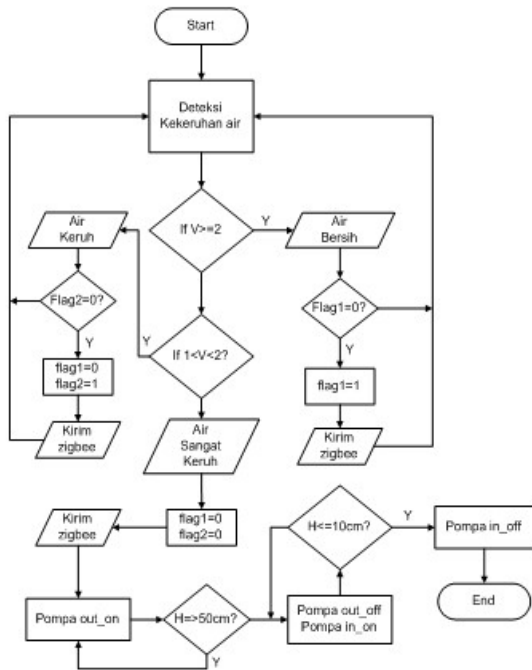 Start
Deteksi
Kekeruhan air
If V>=2
Y
Air
Bersih
Air
Keruh
Flag2=0?
Y
flag1=0
flag2=1
Kirim
zigbee
If 1<V<2?
Y
Flag1=0?
Y
flag1=1
Kirim
zigbee
Air
Sangat
Keruh
flag1=0
flag2=0
Kirim
zigbee
Pompa out_on
H=>50cm?
Y
Pompa out_off
Pompa in_on
H<=10cm?
Y
Pompa in_off
End